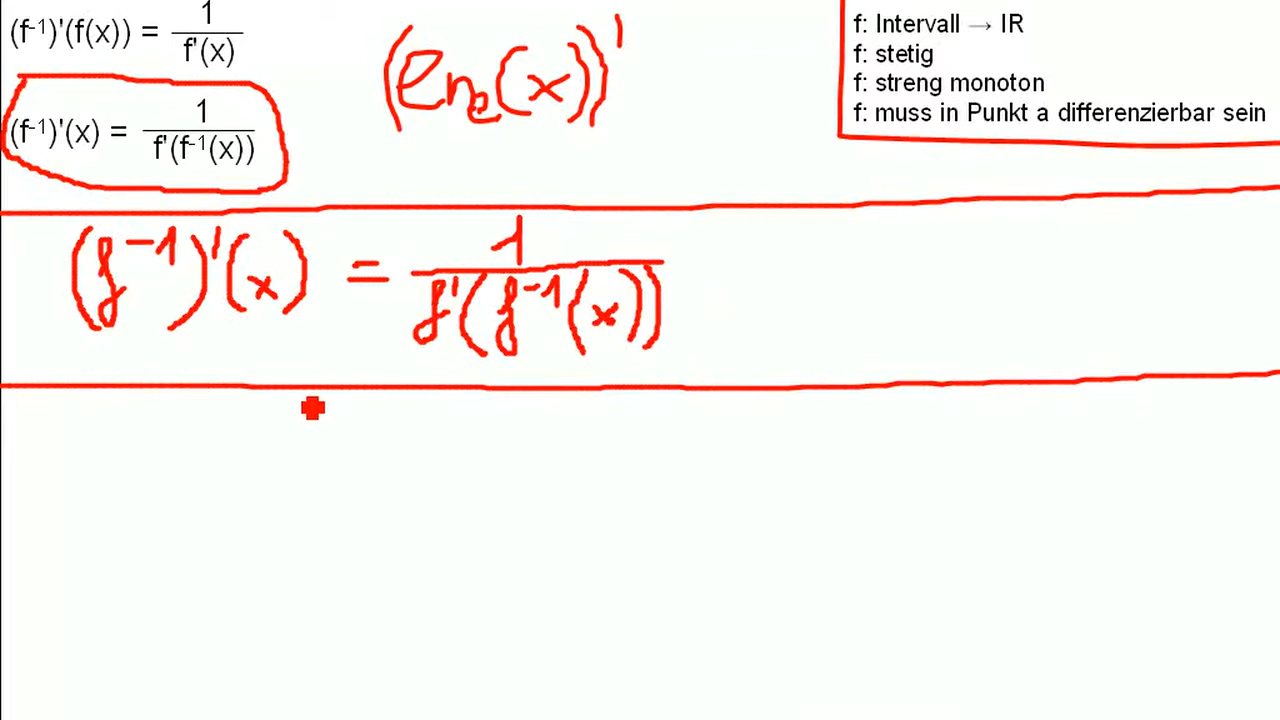 (f-1)'(f(x)) = 1/f'(x)
(f-1)'(x) = 1/f'(f-1(x))
(ln e(x))'
f: Intervall → IR
f: stetig
f: streng monoton
f: muss in Punkt a differenzierbar sein
(f-1)'(x) = 1/f'(f-1(x))